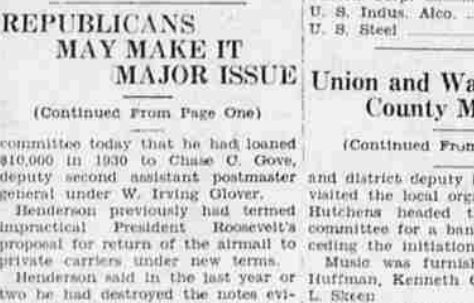 REPUBLICANS
MAY MAKE IT
MAJOR ISSUE
(Continued From Page One)
committee today that he had loaned
$10,000 in 1930 to Chase C. Gove,
deputy second assistant postmaster
general under W. Irving Glover.
Henderson previously had termed
impractical President Roosevelt's
proposal for return of the airmail to
private carriers under new terms.
Henderson said in the last year or
two he had destroyed the notes evi-
U. S. Indus. Alco.
U. S. Steel
Union and Wa
County M
(Continued From
and district deputy
visited the local org
Hutchens headed
committee for a ban
ceding the initiation
Music was furnish
Huffman, Kenneth
L. Skeen